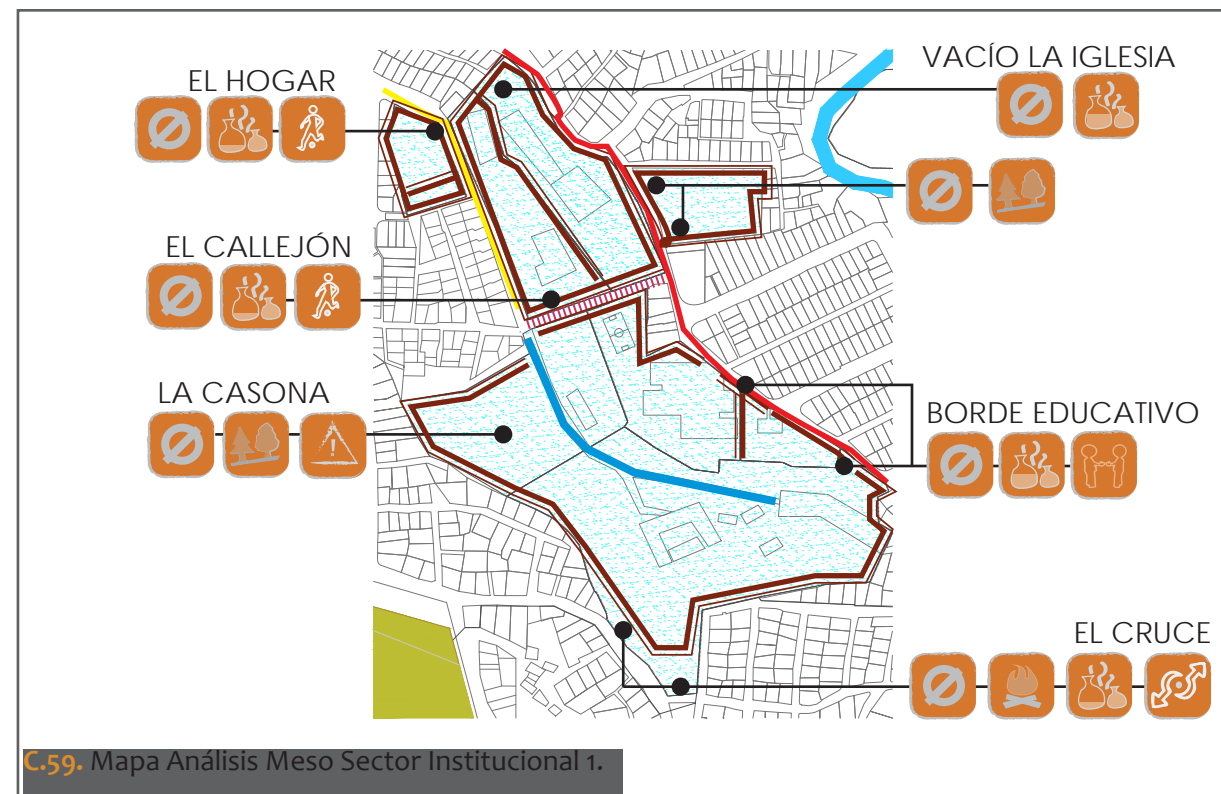 EL HOGAR
VACÍO LA IGLESIA
EL CALLEJÓN
LA CASONA
BORDE EDUCATIVO
EL CRUCE
C.59. Mapa Análisis Meso Sector Institucional 1.